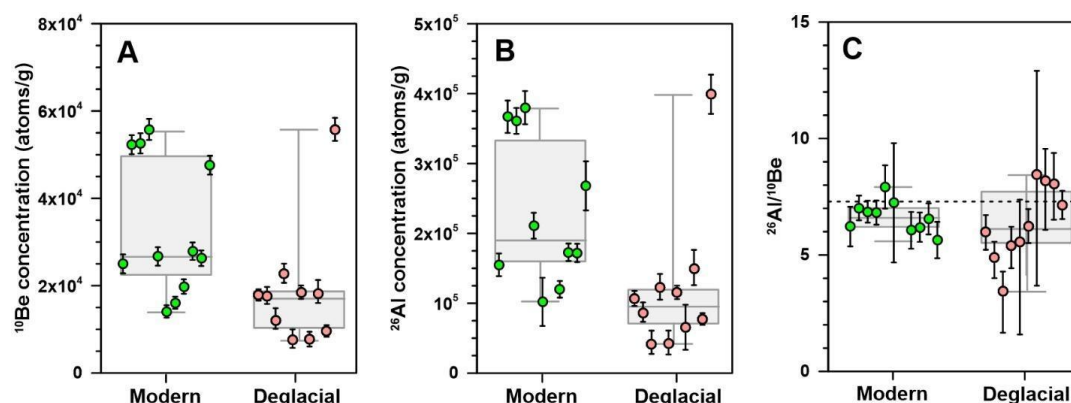 A
¹⁰Be concentration (atoms/g)
8x10⁴
6x10⁴
4x10⁴
2x10⁴
0
Modern
Deglacial
B
²⁶Al concentration (atoms/g)
5x10⁵
4x10⁵
3x10⁵
2x10⁵
10⁵
0
Modern
Deglacial
C
²⁶Al/¹⁰Be
15
10
5
0
Modern
Deglacial